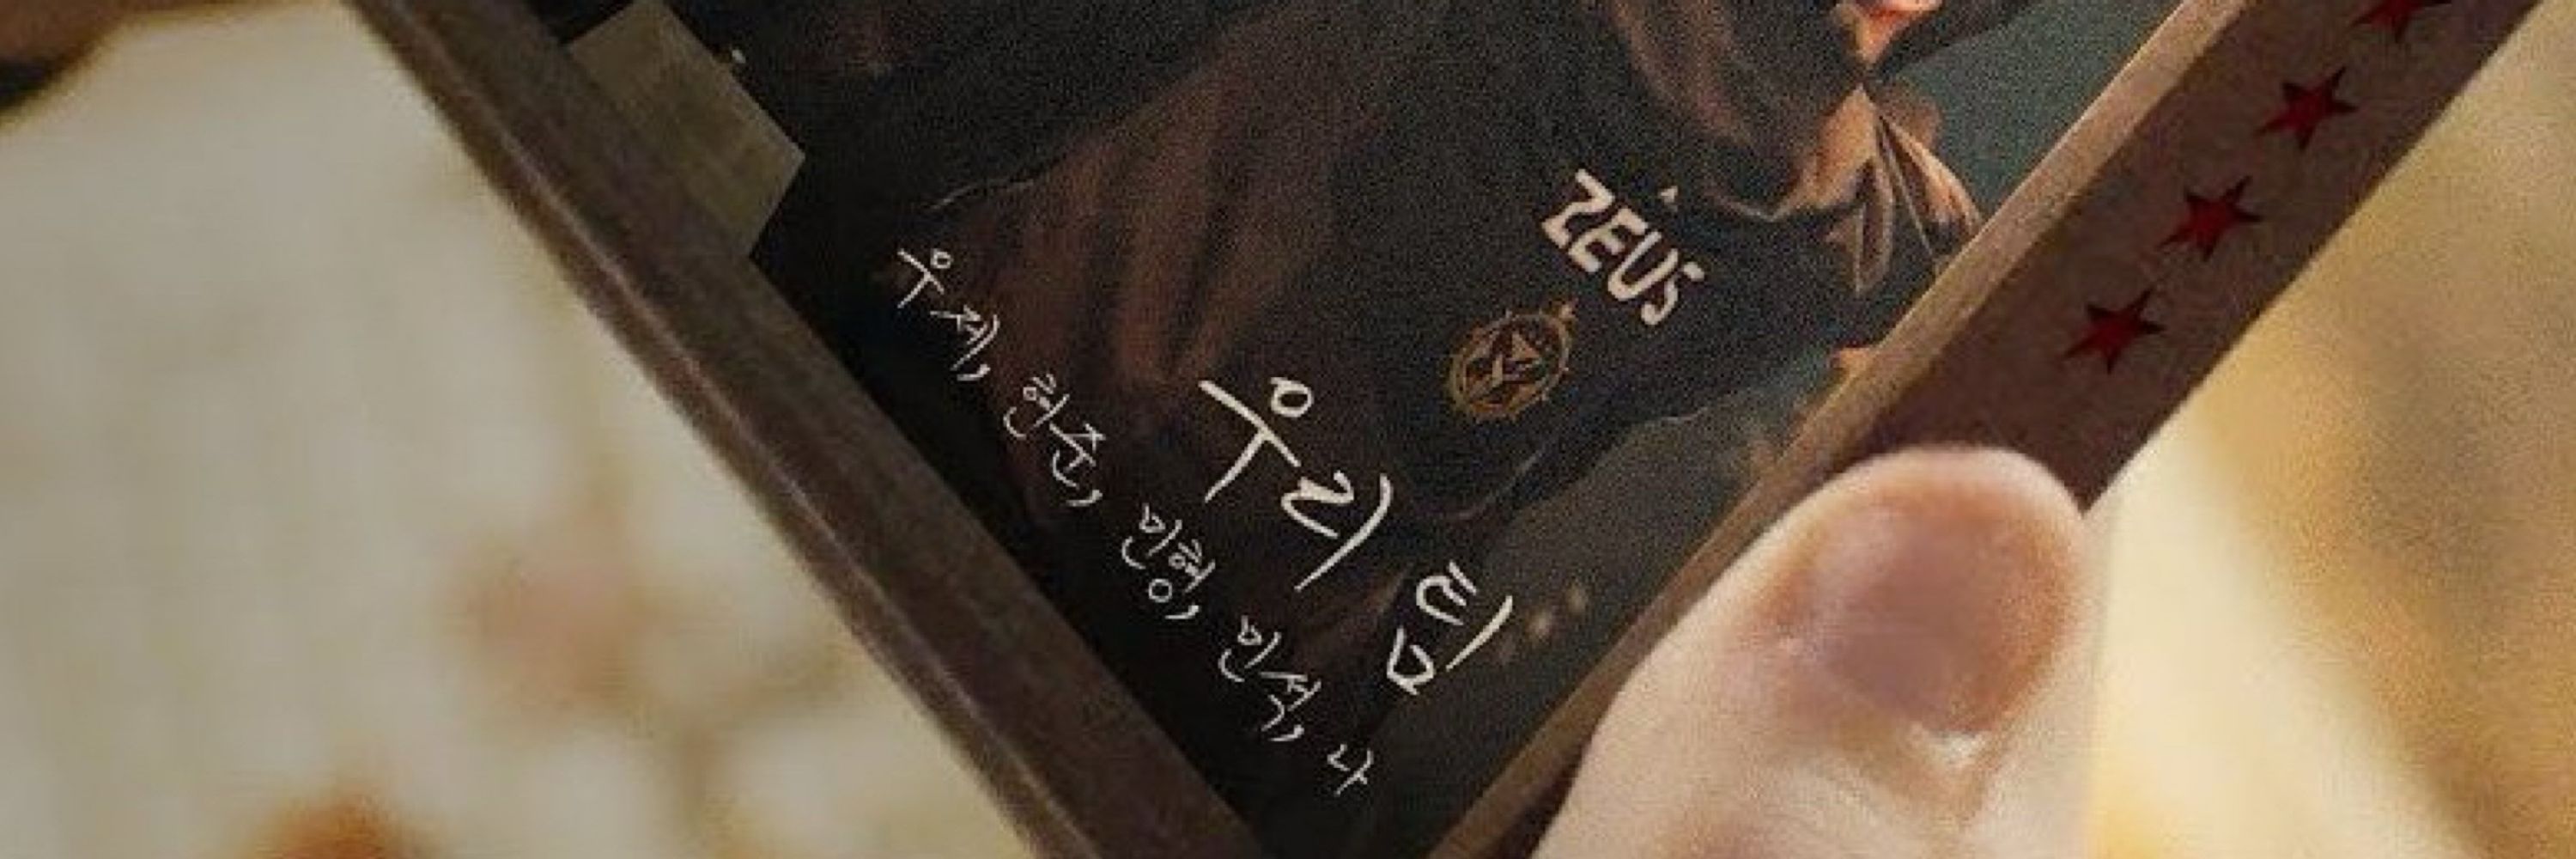 ZEUS
우리 팀
우제, 현준, 민형, 민석, 나